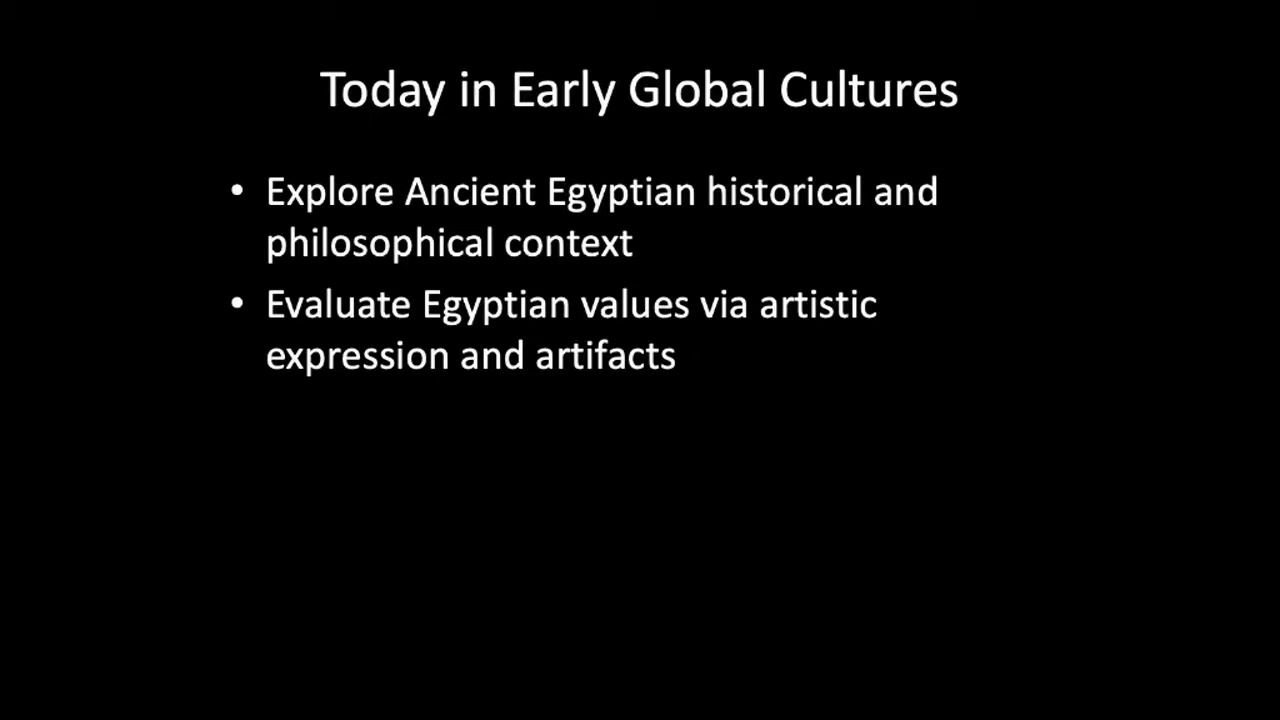 Today in Early Global Cultures
• Explore Ancient Egyptian historical and
philosophical context
• Evaluate Egyptian values via artistic
expression and artifacts